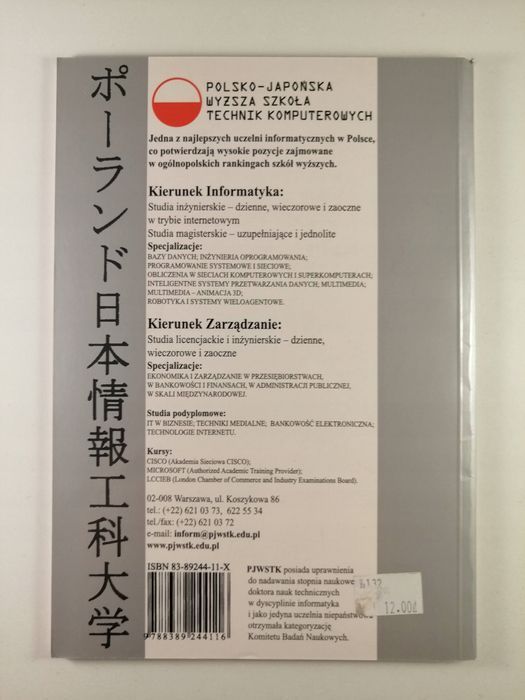 ポーランド日本情報工科大学
POLSKO-JAPOŃSKA
WYŻSZA SZKOŁA
TECHNIK KOMPUTEROWYCH
Jedna z najlepszych uczelni informatycznych w Polsce,
co potwierdzają wysokie pozycje zajmowane
w ogólnopolskich rankingach szkół wyższych.
Kierunek Informatyka:
Studia inżynierskie – dzienne, wieczorowe i zaoczne
w trybie internetowym
Studia magisterskie – uzupełniające i jednolite
Specjalizacje:
BAZY DANYCH; INŻYNIERIA OPROGRAMOWANIA;
PROGRAMOWANIE SYSTEMOWE I SIECIOWE;
OBLICZENIA W SIECIACH KOMPUTEROWYCH I SUPERKOMPUTERACH;
INTELIGENTNE SYSTEMY PRZETWARZANIA DANYCH; MULTIMEDIA;
MULTIMEDIA – ANIMACJA 3D;
ROBOTYKA I SYSTEMY WIELOAGENTOWE.
Kierunek Zarządzanie:
Studia licencjackie i inżynierskie – dzienne,
wieczorowe i zaoczne
Specjalizacje:
EKONOMIKA I ZARZĄDZANIE W PRZESIĘBIORSTWACH,
W BANKOWOŚCI I FINANSACH, W ADMINISTRACJI PUBLICZNEJ,
W SKALI MIĘDZYNARODOWEJ.
Studia podyplomowe:
IT W BIZNESIE; TECHNIKI MEDIALNE; BANKOWOŚĆ ELEKTRONICZNA;
TECHNOLOGIE INTERNETU.
Kursy:
CISCO (Akademia Sieciowa CISCO);
MICROSOFT (Authorized Academic Training Provider);
LCCIEB (London Chamber of Commerce and Industry Examinations Board).
02-008 Warszawa, ul. Koszykowa 86
tel.: (+22) 621 03 73, 622 55 34
tel./fax: (+22) 621 03 72
e-mail: inform@pjwstk.edu.pl
www.pjwstk.edu.pl
ISBN 83-89244-11-X
9788389244116
PJWSTK posiada uprawnienia
do nadawania stopnia naukowe
doktora nauk technicznych
w dyscyplinie informatyka
i jako jedyna uczelnia niepaństwowa
otrzymała kategorię
Komitetu Badań Naukowych.
12.00